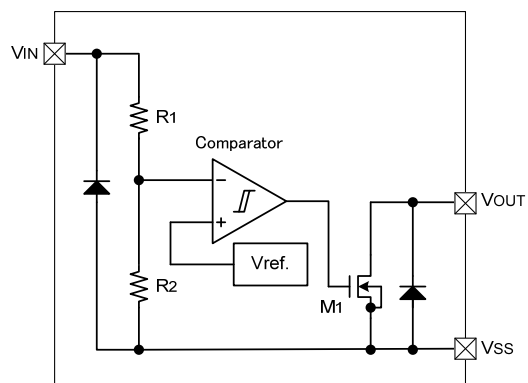 VIN
R1
Comparator
−
+
VOUT
Vref.
R2
M1
VSS